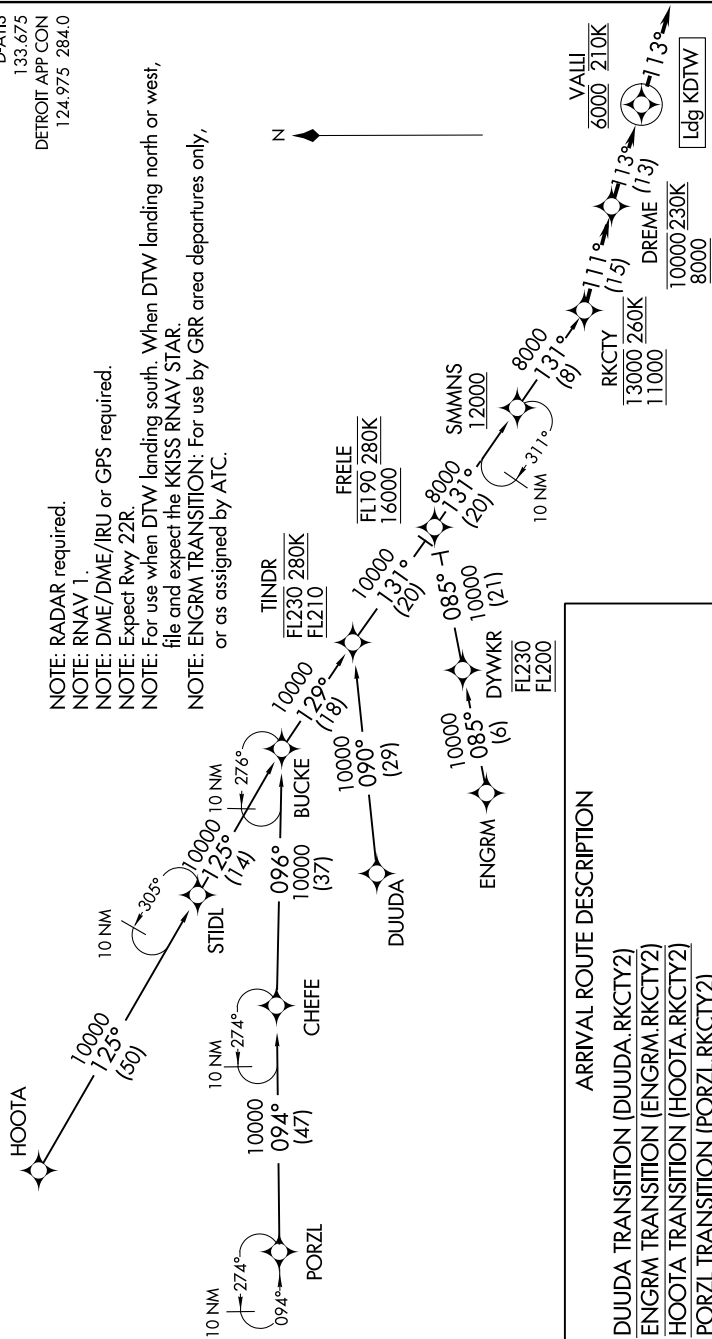 D-ATIS
133.675
DETROIT APP CON
124.975 284.0
NOTE: RADAR required.
NOTE: RNAV 1.
NOTE: DME/DME/IRU or GPS required.
NOTE: Expect Rwy 22R.
NOTE: For use when DTW landing south. When DTW landing north or west,
file and expect the KKISS RNAV STAR.
NOTE: ENGRM TRANSITION: For use by GRR area departures only,
or as assigned by ATC.
N
HOOTA
10000
125°
(50)
10 NM
305°
STIDL
10000
125°
(14)
10 NM
276°
BUCKE
10000
129°
(18)
TINDR
FL230 280K
FL210
10000
131°
(20)
FRELE
FL190 280K
16000
8000
131°
(20)
SMMNS
12000
311°
10 NM
8000
131°
(8)
RKCTY
13000 260K
11000
111°
(15)
DREME
10000 230K
8000
113°
(13)
VALLI
6000 210K
113°
Ldg KDTW
10 NM
274°
094°
PORZL
10000
094°
(47)
10 NM
274°
CHEFE
096°
10000
(37)
DUUDA
10000
090°
(29)
ENGRM
10000
085°
(6)
DYWKR
FL230
FL200
085°
10000
(21)
ARRIVAL ROUTE DESCRIPTION
DUUDA TRANSITION (DUUDA.RKCTY2)
ENGRM TRANSITION (ENGRM.RKCTY2)
HOOTA TRANSITION (HOOTA.RKCTY2)
PORZL TRANSITION (PORZL.RKCTY2)